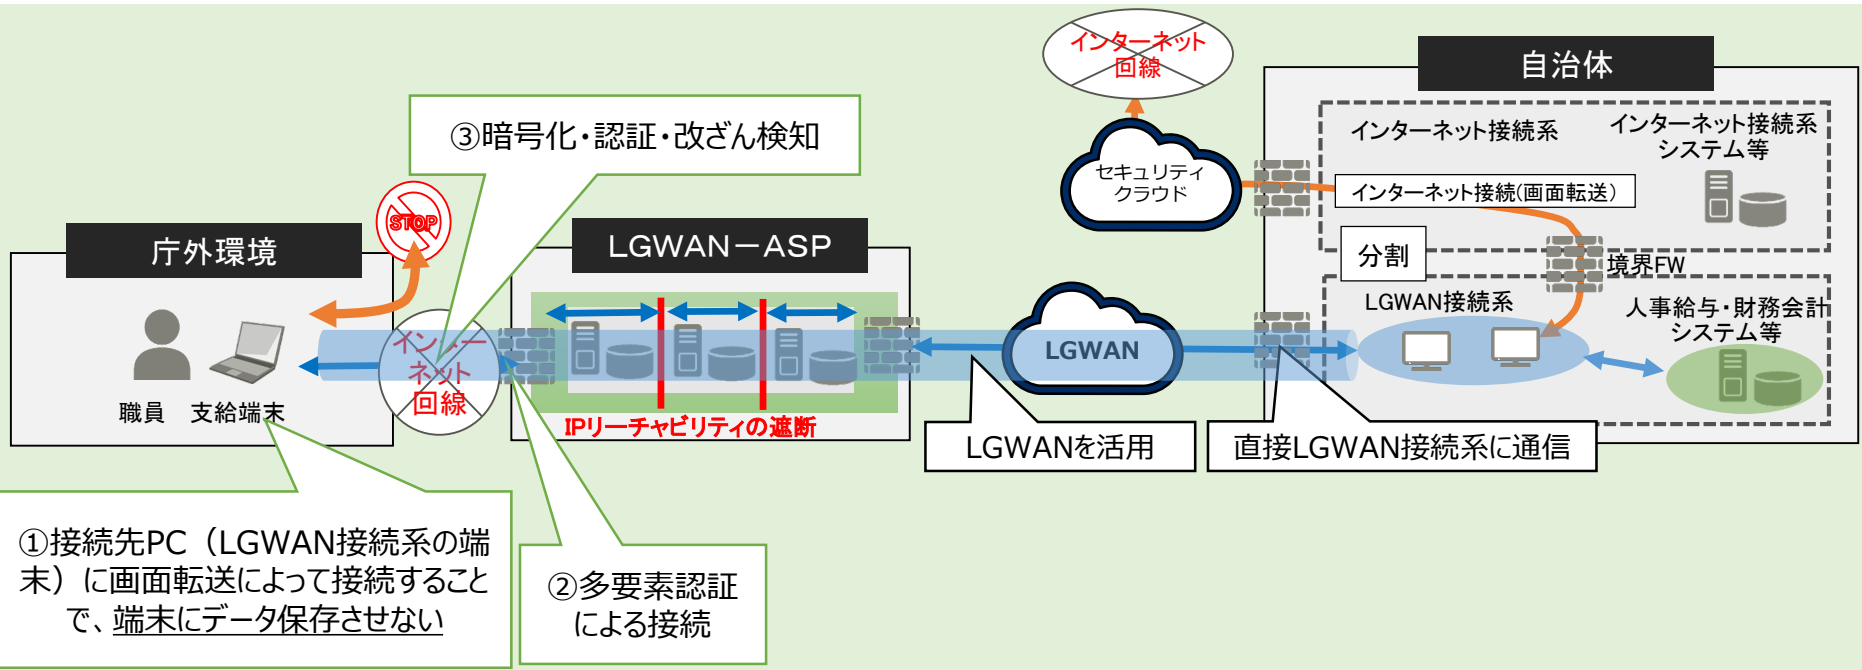 インターネット
回線
自治体
③暗号化・認証・改ざん検知
インターネット接続系
インターネット接続系
システム等
セキュリティ
クラウド
インターネット接続(画面転送)
STOP
庁外環境
LGWAN－ASP
分割
境界FW
LGWAN接続系
人事給与・財務会計
システム等
インター
ネット
回線
LGWAN
職員
支給端末
IPリーチャビリティの遮断
LGWANを活用
直接LGWAN接続系に通信
①接続先PC（LGWAN接続系の端
末）に画面転送によって接続すること
で、端末にデータ保存させない
②多要素認証
による接続